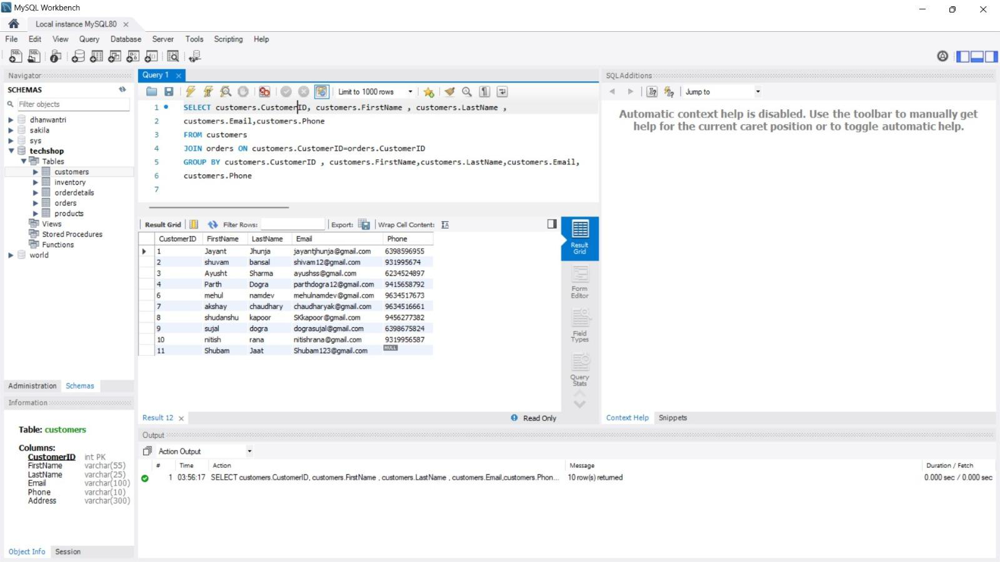 MySQL Workbench
Local instance MySQL80
File Edit View Query Database Server Tools Scripting Help
Navigator
SCHEMAS
Filter objects
dhanwantri
sakila
sys
techshop
Tables
customers
inventory
orderdetails
orders
products
Views
Stored Procedures
Functions
world
Administration Schemas
Information
Table: customers
Columns:
CustomerID int PK
FirstName varchar(55)
LastName varchar(25)
Email varchar(100)
Phone varchar(10)
Address varchar(300)
Object Info Session
Query 1
Limit to 1000 rows
1 SELECT customers.CustomerID, customers.FirstName , customers.LastName ,
2 customers.Email,customers.Phone
3 FROM customers
4 JOIN orders ON customers.CustomerID=orders.CustomerID
5 GROUP BY customers.CustomerID , customers.FirstName,customers.LastName,customers.Email,
6 customers.Phone
7
Result Grid Filter Rows: Export: Wrap Cell Content:
CustomerID FirstName LastName Email Phone
1 Jayant Jhunja jayantjhunja@gmail.com 6398596955
2 shuvam bansal shivam12@gmail.com 931995674
3 Ayusht Sharma ayushss@gmail.com 6234524897
4 Parth Dogra parthdogra12@gmail.com 9415658792
6 mehul namdev mehulnamdev@gmail.com 9634517673
7 akshay chaudhary chaudharyak@gmail.com 9634516661
8 shudanshu kapoor SKkapoor@gmail.com 9456277382
9 sujal dogra dograsujal@gmail.com 6398675824
10 nitish rana nitishrana@gmail.com 9319956587
11 Shubam Jaat Shubam123@gmail.com NULL
Result Grid
Form Editor
Field Types
Query Stats
Result 12 Read Only
SQLAdditions
Jump to
Automatic context help is disabled. Use the toolbar to manually get
help for the current caret position or to toggle automatic help.
Context Help Snippets
Output
Action Output
# Time Action Message Duration / Fetch
1 03:56:17 SELECT customers.CustomerID, customers.FirstName , customers.LastName , customers.Email,customers.Phon... 10 row(s) returned 0.000 sec / 0.000 sec